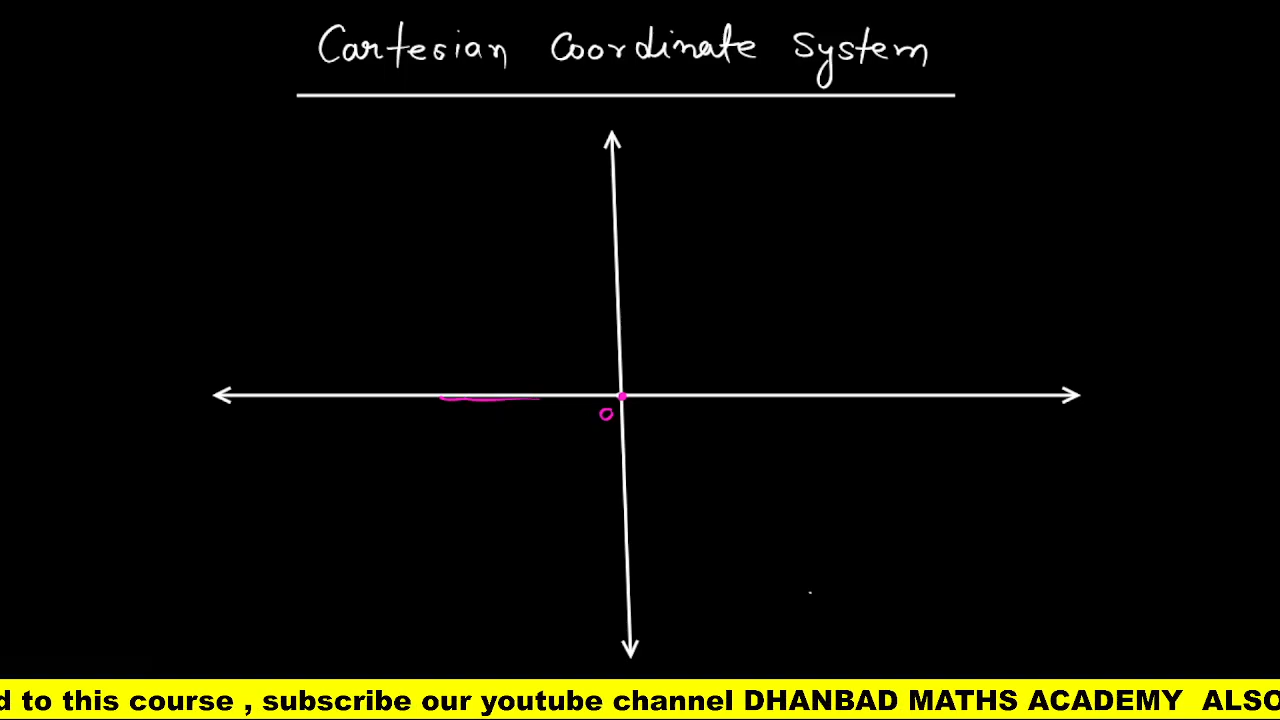 Cartesian Coordinate System
o
d to this course , subscribe our youtube channel DHANBAD MATHS ACADEMY ALSO